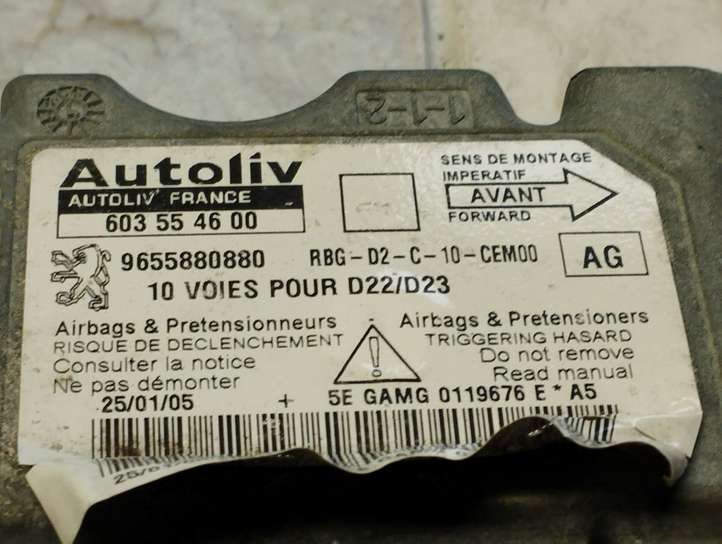 1-1-2
Autoliv
AUTOLIV FRANCE
603 55 46 00
SENS DE MONTAGE
IMPERATIF
AVANT
FORWARD
9655880880 RBG-D2-C-10-CEM00 AG
10 VOIES POUR D22/D23
Airbags & Pretensionneurs
RISQUE DE DECLENCHEMENT
Consulter la notice
Ne pas démonter
Airbags & Pretensioners
TRIGGERING HASARD
Do not remove
Read manual
25/01/05 + 5E GAMG 0119676 E * A5